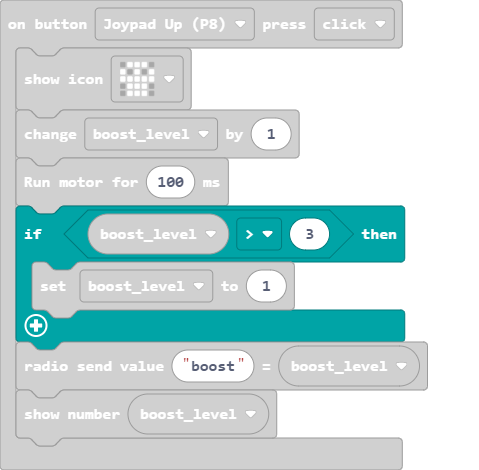 on button Joypad Up (P8) press click
show icon
change boost_level by 1
Run motor for 100 ms
if boost_level > 3 then
set boost_level to 1
radio send value "boost" = boost_level
show number boost_level